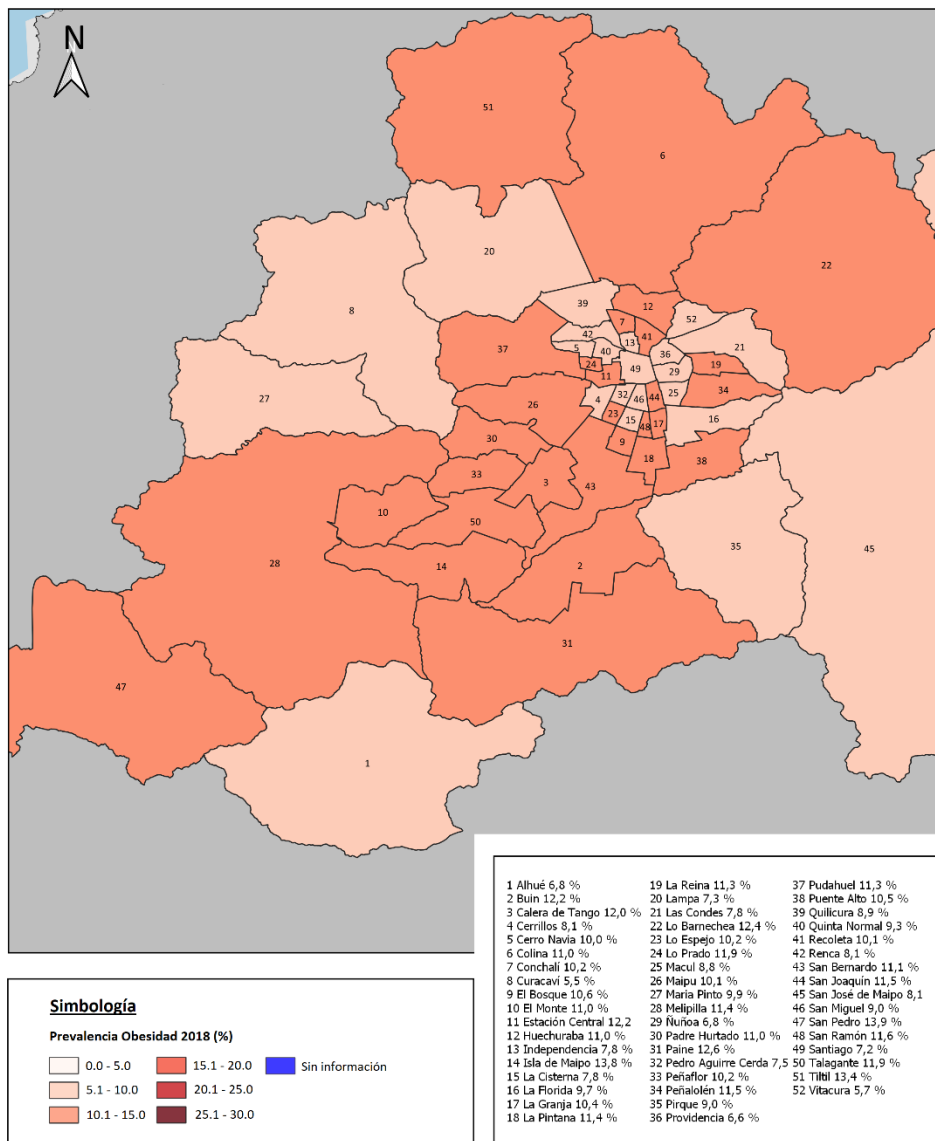 N
51
6
22
20
8
39
12
52
7
41
42
13
21
5
40
36
37
24
49
19
29
11
34
27
25
4
32
46
44
26
23
15
16
48
17
30
9
18
38
33
3
43
10
50
35
45
14
2
28
31
47
1
Simbología
Prevalencia Obesidad 2018 (%)
0.0 - 5.0
15.1 - 20.0
Sin información
5.1 - 10.0
20.1 - 25.0
10.1 - 15.0
25.1 - 30.0
1 Alhué 6,8 %
2 Buin 12,2 %
3 Calera de Tango 12,0 %
4 Cerrillos 8,1 %
5 Cerro Navia 10,0 %
6 Colina 11,0 %
7 Conchalí 10,2 %
8 Curacaví 5,5 %
9 El Bosque 10,6 %
10 El Monte 11,0 %
11 Estación Central 12,2
12 Huechuraba 11,0 %
13 Independencia 7,8 %
14 Isla de Maipo 13,8 %
15 La Cisterna 7,8 %
16 La Florida 9,7 %
17 La Granja 10,4 %
18 La Pintana 11,4 %
19 La Reina 11,3 %
20 Lampa 7,3 %
21 Las Condes 7,8 %
22 Lo Barnechea 12,4 %
23 Lo Espejo 10,2 %
24 Lo Prado 11,9 %
25 Macul 8,8 %
26 Maipu 10,1 %
27 Maria Pinto 9,9 %
28 Melipilla 11,4 %
29 Ñuñoa 6,8 %
30 Padre Hurtado 11,0 %
31 Paine 12,6 %
32 Pedro Aguirre Cerda 7,5
33 Peñaflor 10,2 %
34 Peñalolén 11,5 %
35 Pirque 9,0 %
36 Providencia 6,6 %
37 Pudahuel 11,3 %
38 Puente Alto 10,5 %
39 Quilicura 8,9 %
40 Quinta Normal 9,3 %
41 Recoleta 10,1 %
42 Renca 8,1 %
43 San Bernardo 11,1 %
44 San Joaquín 11,5 %
45 San José de Maipo 8,1
46 San Miguel 9,0 %
47 San Pedro 13,9 %
48 San Ramón 11,6 %
49 Santiago 7,2 %
50 Talagante 11,9 %
51 Tiltil 13,4 %
52 Vitacura 5,7 %